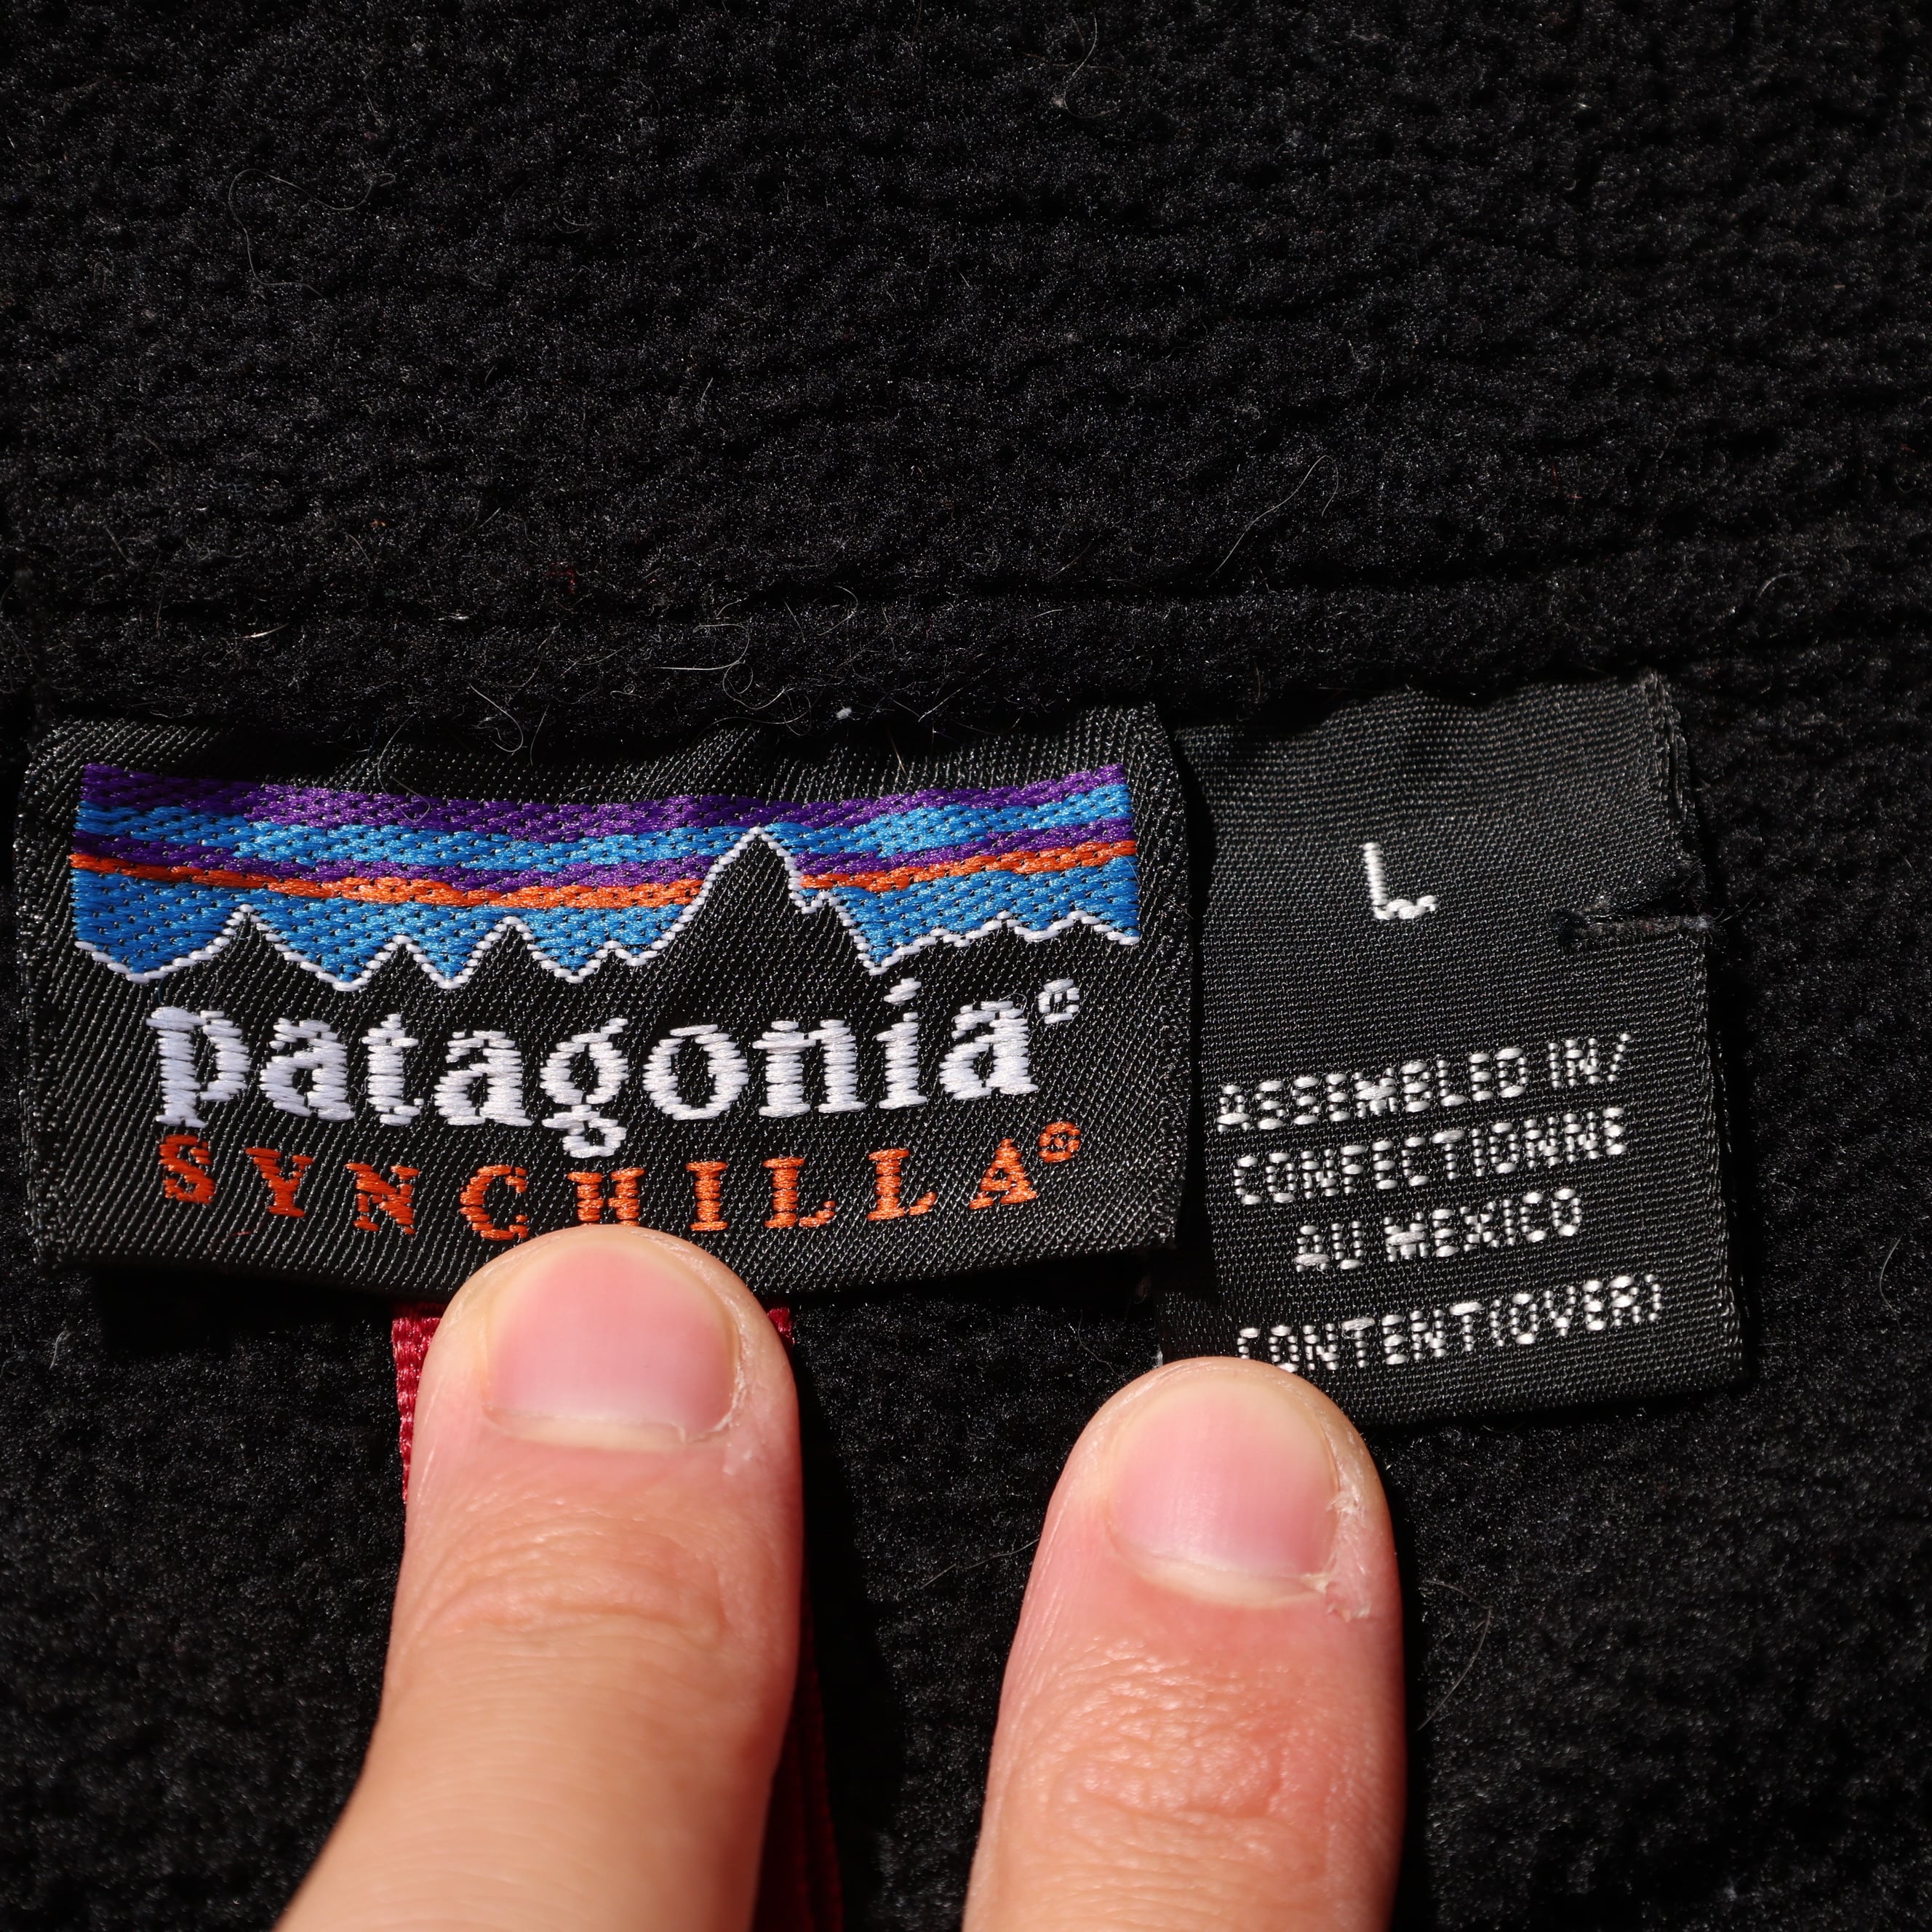 patagonia®
SYNCHILLA®
L
ASSEMBLED IN/
CONFECTIONNE
AU MEXICO
CONTENT(OVER)